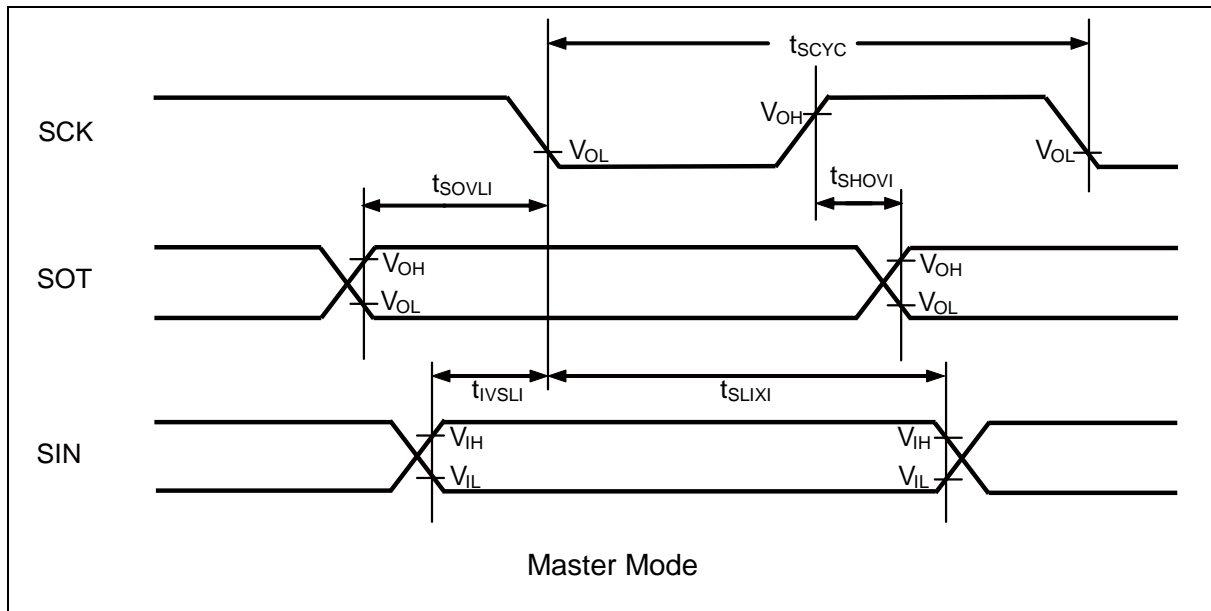 tSCYC
SCK
VOH
VOL
VOL
tSOVLI
tSHOVI
SOT
VOH
VOH
VOL
VOL
tIVSLI
tSLIXI
SIN
VIH
VIH
VIL
VIL
Master Mode